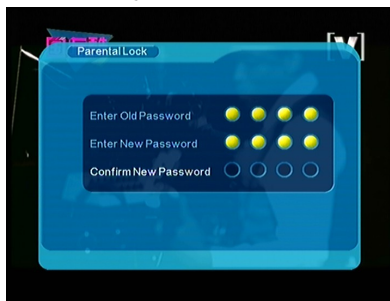 [V]
Parental Lock
Enter Old Password
Enter New Password
Confirm New Password